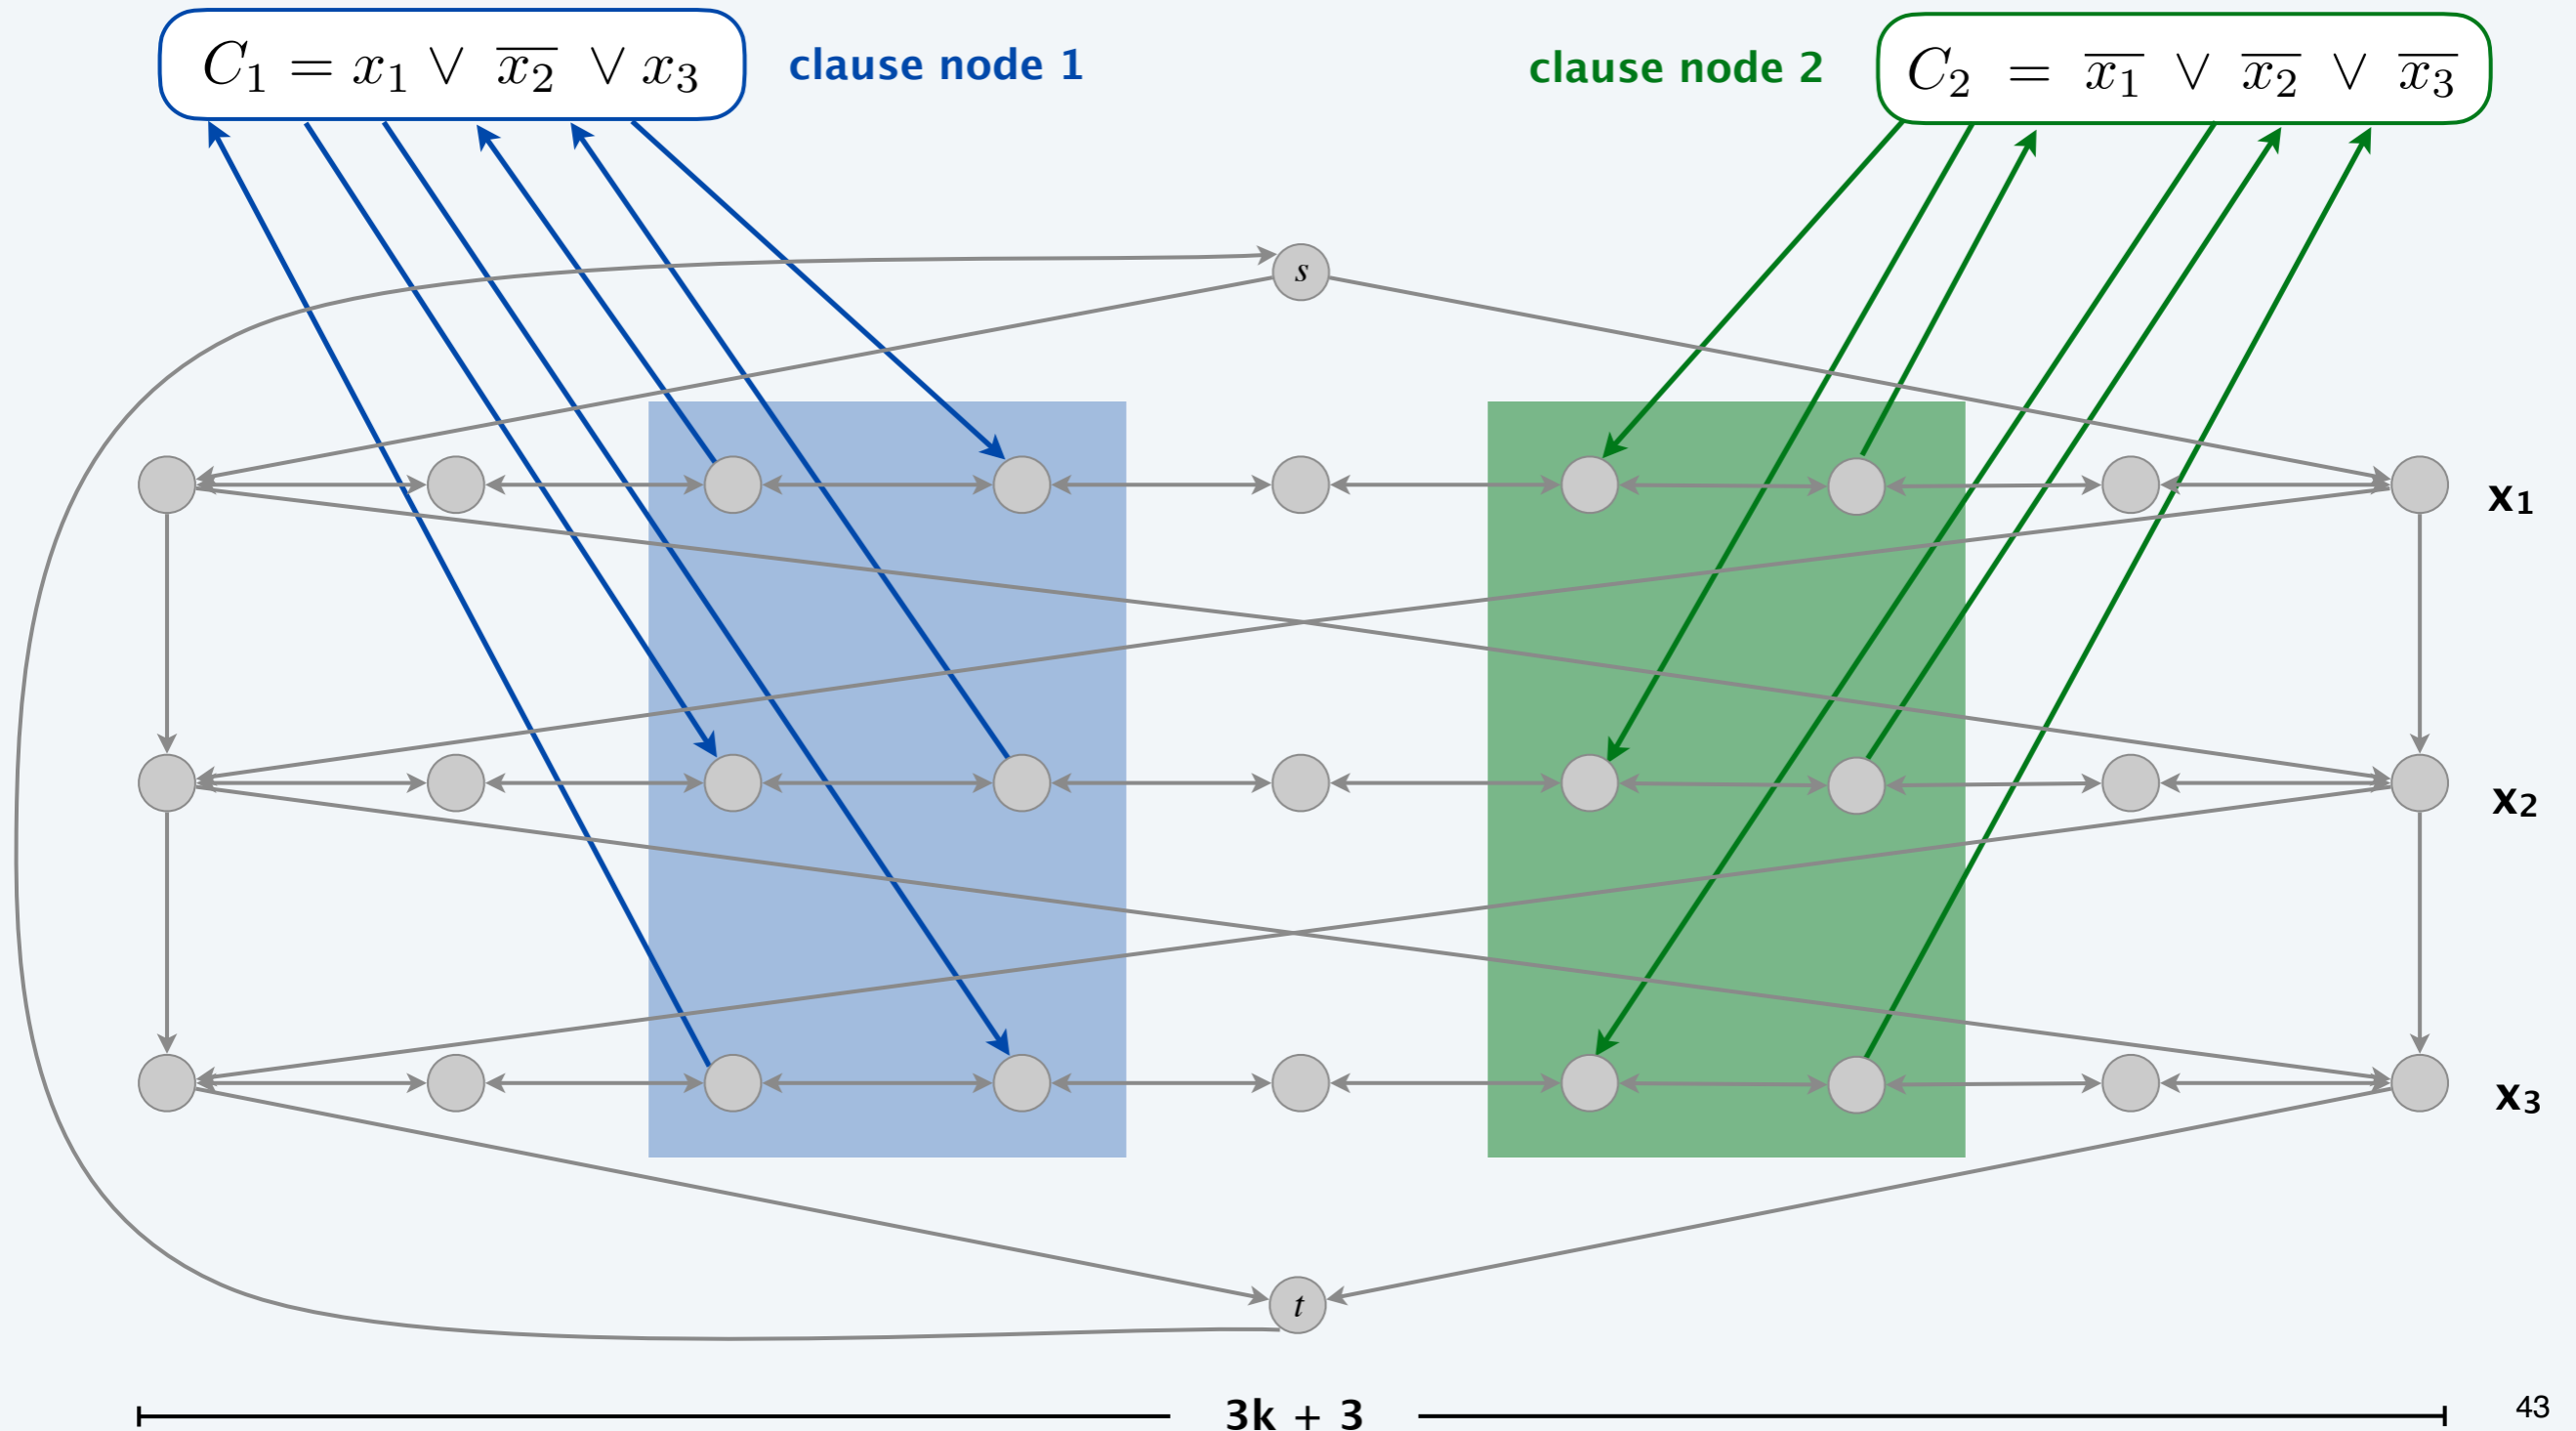 C₁ = x₁ ∨ x̅₂ ∨ x₃
clause node 1
clause node 2
C₂ = x̅₁ ∨ x̅₂ ∨ x̅₃
s
x₁
x₂
x₃
t
3k + 3
43